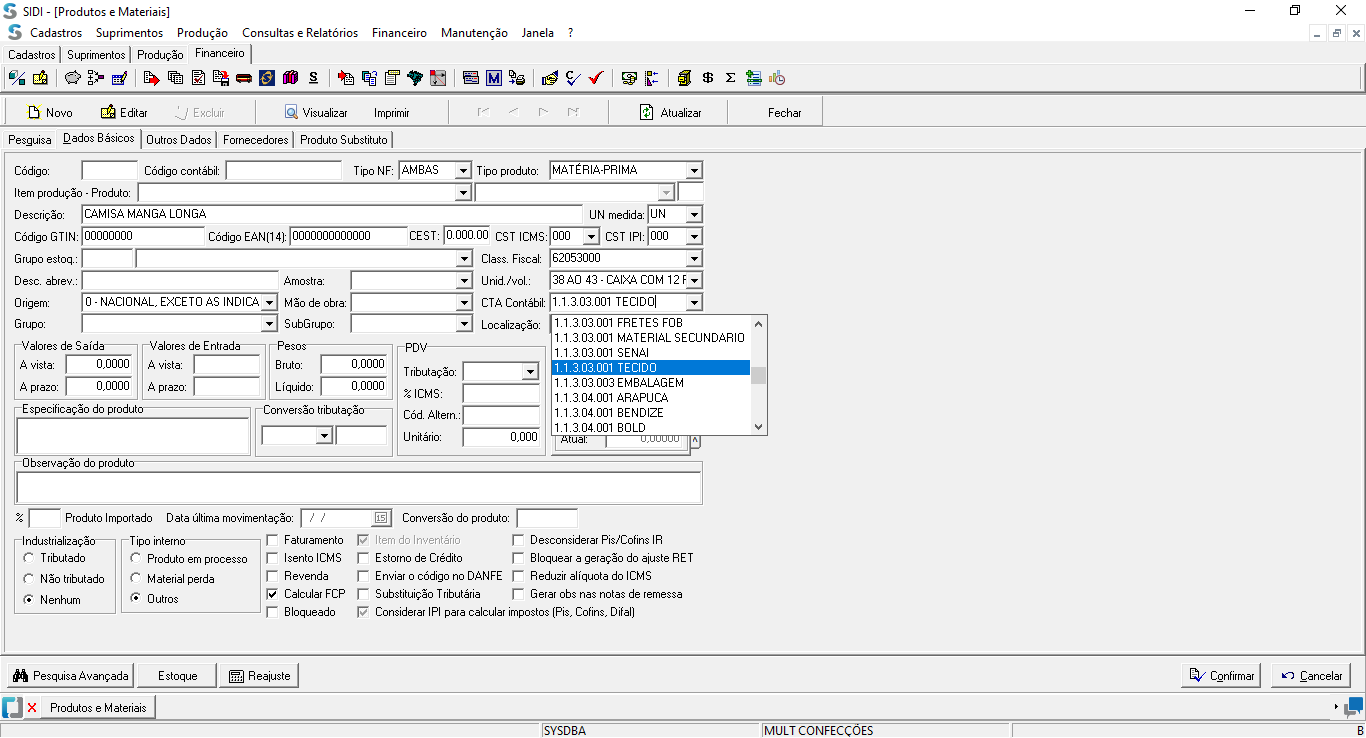 SIDI - [Produtos e Materiais]
Cadastros Suprimentos Produção Consultas e Relatórios Financeiro Manutenção Janela ?
Cadastros Suprimentos Produção Financeiro
Novo Editar Excluir Visualizar Imprimir Atualizar Fechar
Pesquisa Dados Básicos Outros Dados Fornecedores Produto Substituto
Código: Código contábil: Tipo NF: AMBAS Tipo produto: MATÉRIA-PRIMA
Item produção - Produto:
Descrição: CAMISA MANGA LONGA UN medida: UN
Código GTIN: 00000000 Código EAN(14): 0000000000000 CEST: 0.000.00 CST ICMS: 000 CST IPI: 000
Grupo estoq.: Class. Fiscal: 62053000
Desc. abrev.: Amostra: Unid./vol.: 38 AO 43 - CAIXA COM 12 F
Origem: 0 - NACIONAL, EXCETO AS INDICA Mão de obra: CTA Contábil: 1.1.3.03.001 TECIDO
Grupo: SubGrupo: Localização:
1.1.3.03.001 FRETES FOB
1.1.3.03.001 MATERIAL SECUNDARIO
1.1.3.03.001 SENAI
1.1.3.03.001 TECIDO
1.1.3.03.003 EMBALAGEM
1.1.3.04.001 ARAPUCA
1.1.3.04.001 BENDIZE
1.1.3.04.001 BOLD
Valores de Saída Valores de Entrada Pesos PDV
A vista: 0,0000 A vista: Bruto: 0,0000 Tributação:
A prazo: 0,0000 A prazo: Líquido: 0,0000 % ICMS:
Especificação do produto Conversão tributação Cód. Altern.:
Unitário: 0,000 Atual: 0,00000
Observação do produto
% Produto Importado Data última movimentação: / / 15 Conversão do produto:
Industrialização Tipo interno Faturamento Item do Inventário Desconsiderar Pis/Cofins IR
Tributado Produto em processo Isento ICMS Estorno de Crédito Bloquear a geração do ajuste RET
Não tributado Material perda Revenda Enviar o código no DANFE Reduzir alíquota do ICMS
Nenhum Outros Calcular FCP Substituição Tributária Gerar obs nas notas de remessa
Bloqueado Considerar IPI para calcular impostos (Pis, Cofins, Difal)
Pesquisa Avançada Estoque Reajuste Confirmar Cancelar
Produtos e Materiais
SYSDBA MULT CONFECÇÕES B